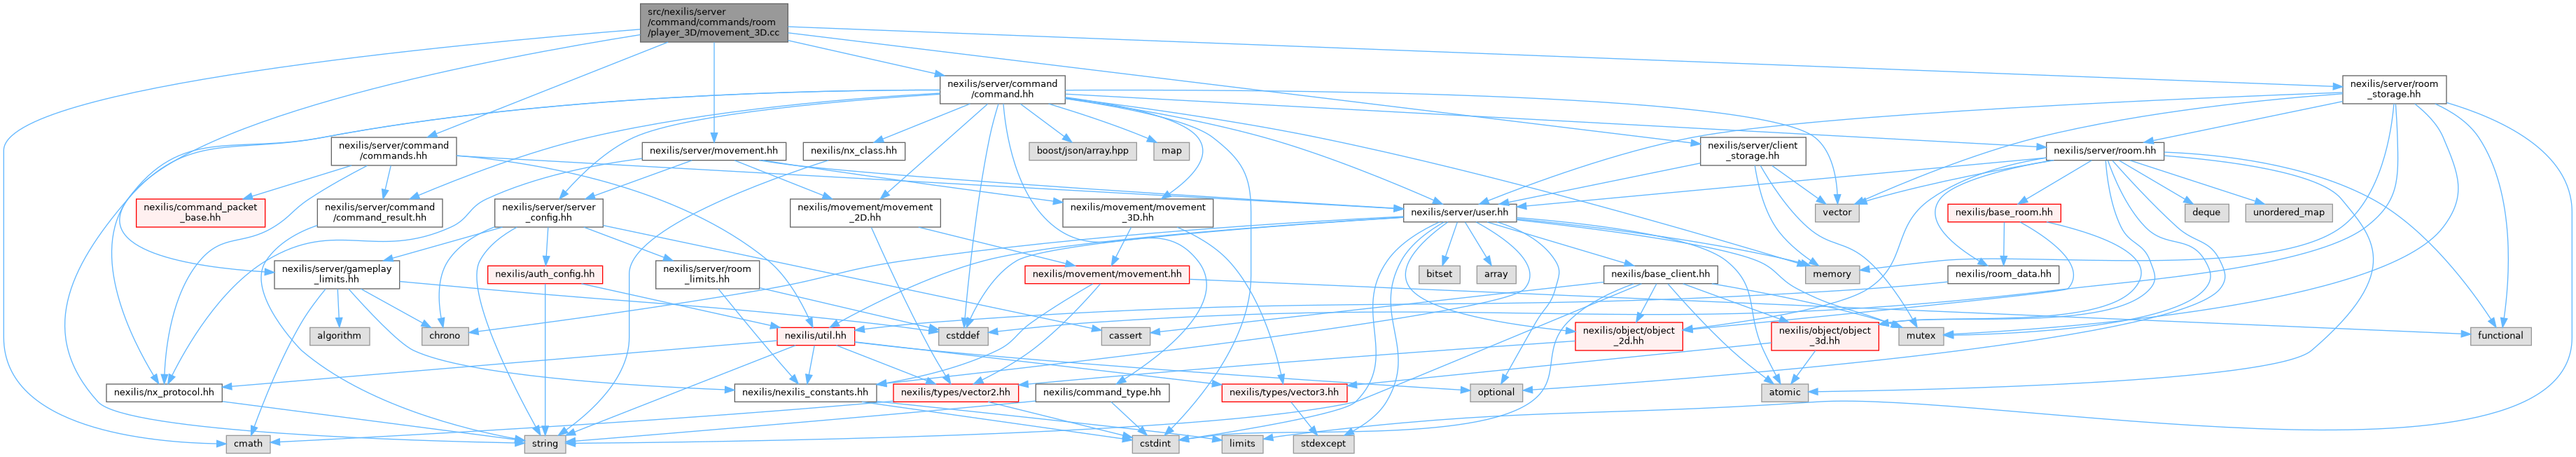 src/nexilis/server
/command/commands/room
/player_3D/movement_3D.cc
nexilis/server/command
/command.hh
nexilis/server/room
_storage.hh
nexilis/server/command
/commands.hh
nexilis/server/movement.hh
nexilis/nx_class.hh
boost/json/array.hpp
map
nexilis/server/client
_storage.hh
nexilis/server/room.hh
nexilis/command_packet
_base.hh
nexilis/server/command
/command_result.hh
nexilis/server/server
_config.hh
nexilis/movement/movement
_2D.hh
nexilis/movement/movement
_3D.hh
nexilis/server/user.hh
vector
nexilis/base_room.hh
deque
unordered_map
nexilis/server/gameplay
_limits.hh
nexilis/auth_config.hh
nexilis/server/room
_limits.hh
nexilis/movement/movement.hh
bitset
array
nexilis/base_client.hh
memory
nexilis/room_data.hh
algorithm
chrono
nexilis/util.hh
cstddef
cassert
nexilis/object/object
_2d.hh
nexilis/object/object
_3d.hh
mutex
functional
nexilis/nx_protocol.hh
nexilis/nexilis_constants.hh
nexilis/types/vector2.hh
nexilis/command_type.hh
nexilis/types/vector3.hh
optional
atomic
cmath
string
cstdint
limits
stdexcept